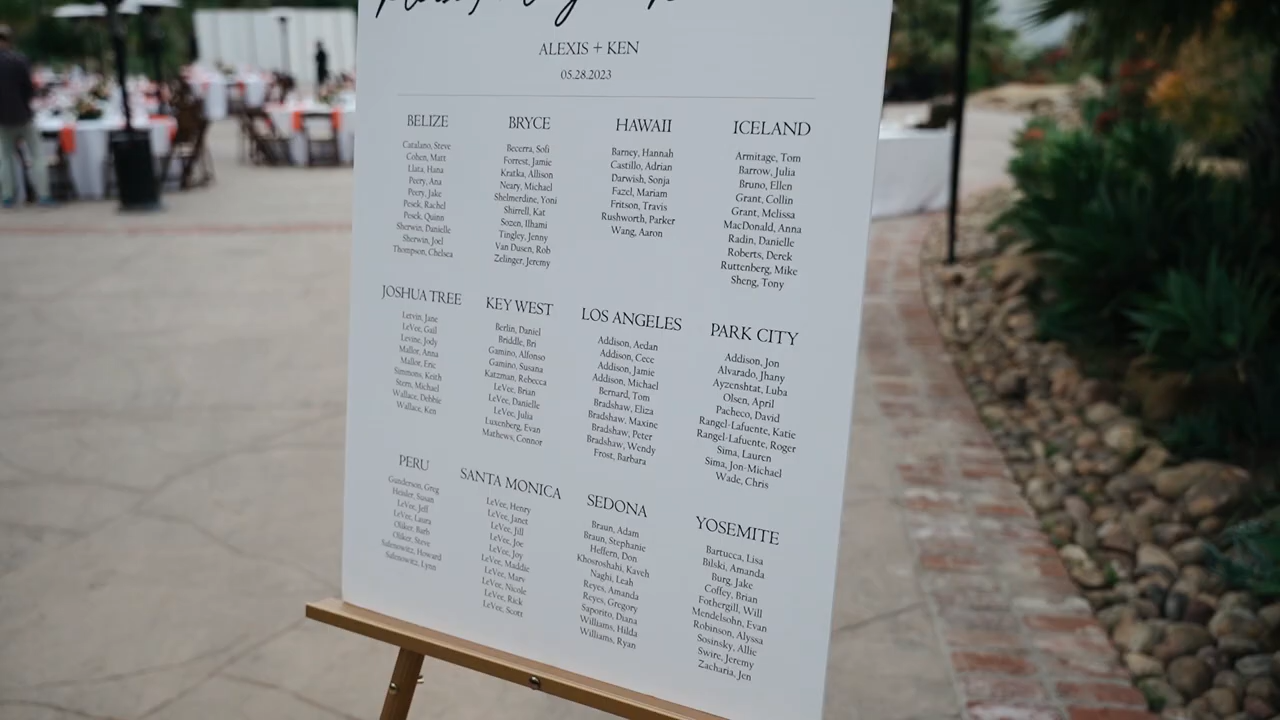 ALEXIS + KEN
05.28.2023
BELIZE
Catalano, Steve
Cohen, Matt
Llata, Hana
Peery, Ana
Peery, Jake
Pesek, Rachel
Pesek, Quinn
Sherwin, Danielle
Sherwin, Joel
Thompson, Chelsea
BRYCE
Becerra, Sofi
Forrest, Jamie
Kratka, Allison
Neary, Michael
Shelmerdine, Yoni
Shirrell, Kat
Sozen, Ilhami
Tingley, Jenny
Van Dusen, Rob
Zelinger, Jeremy
HAWAII
Barney, Hannah
Castillo, Adrian
Darwish, Sonja
Fazel, Mariam
Fritson, Travis
Rushworth, Parker
Wang, Aaron
ICELAND
Armitage, Tom
Barrow, Julia
Bruno, Ellen
Grant, Collin
Grant, Melissa
MacDonald, Anna
Radin, Danielle
Roberts, Derek
Ruttenberg, Mike
Sheng, Tony
JOSHUA TREE
Letvin, Jane
LeVee, Gail
Levine, Jody
Mallor, Anna
Mallor, Eric
Simmons, Keith
Stern, Michael
Wallace, Debbie
Wallace, Ken
KEY WEST
Berlin, Daniel
Briddle, Bri
Gamino, Alfonso
Gamino, Susana
Katzman, Rebecca
LeVee, Brian
LeVee, Danielle
LeVee, Julia
Luxenberg, Evan
Mathews, Connor
LOS ANGELES
Addison, Aedan
Addison, Cece
Addison, Jamie
Addison, Michael
Bernard, Tom
Bradshaw, Eliza
Bradshaw, Maxine
Bradshaw, Peter
Bradshaw, Wendy
Frost, Barbara
PARK CITY
Addison, Jon
Alvarado, Jhany
Ayzenshtat, Luba
Olsen, April
Pacheco, David
Rangel-Lafuente, Katie
Rangel-Lafuente, Roger
Sima, Lauren
Sima, Jon-Michael
Wade, Chris
PERU
Gunderson, Greg
Heisler, Susan
LeVee, Jeff
LeVee, Laura
Oliker, Barb
Oliker, Steve
Safenowitz, Howard
Safenowitz, Lynn
SANTA MONICA
LeVee, Henry
LeVee, Janet
LeVee, Jill
LeVee, Joe
LeVee, Joy
LeVee, Maddie
LeVee, Marv
LeVee, Nicole
LeVee, Rick
LeVee, Scott
SEDONA
Braun, Adam
Braun, Stephanie
Heffern, Don
Khosroshahi, Kaveh
Naghi, Leah
Reyes, Amanda
Reyes, Gregory
Saporito, Diana
Williams, Hilda
Williams, Ryan
YOSEMITE
Bartucca, Lisa
Bilski, Amanda
Burg, Jake
Coffey, Brian
Fothergill, Will
Mendelsohn, Evan
Robinson, Alyssa
Sosinsky, Allie
Swire, Jeremy
Zacharia, Jen